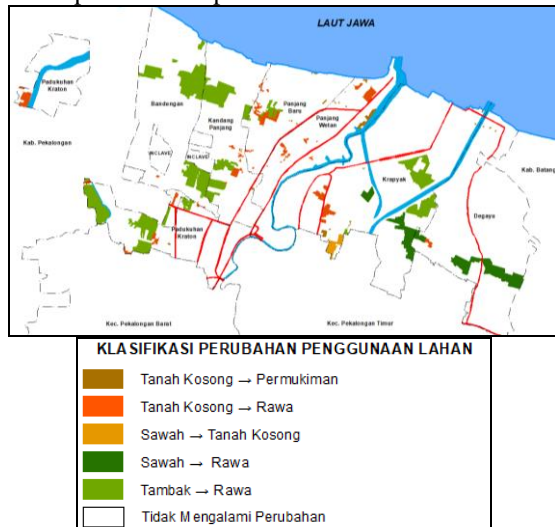 LAUT JAWA
Padukuhan
Kraton
Bandengan
Kandang
Panjang
Panjang
Baru
Panjang
Wetan
Kab. Pekalongan
INCLAVE
INCLAVE
Krapyak
Kab. Batang
Degayu
Padukuhan
Kraton
Kec. Pekalongan Barat
Kec. Pekalongan Timur
KLASIFIKASI PERUBAHAN PENGGUNAAN LAHAN
Tanah Kosong → Permukiman
Tanah Kosong → Rawa
Sawah → Tanah Kosong
Sawah → Rawa
Tambak → Rawa
Tidak Mengalami Perubahan